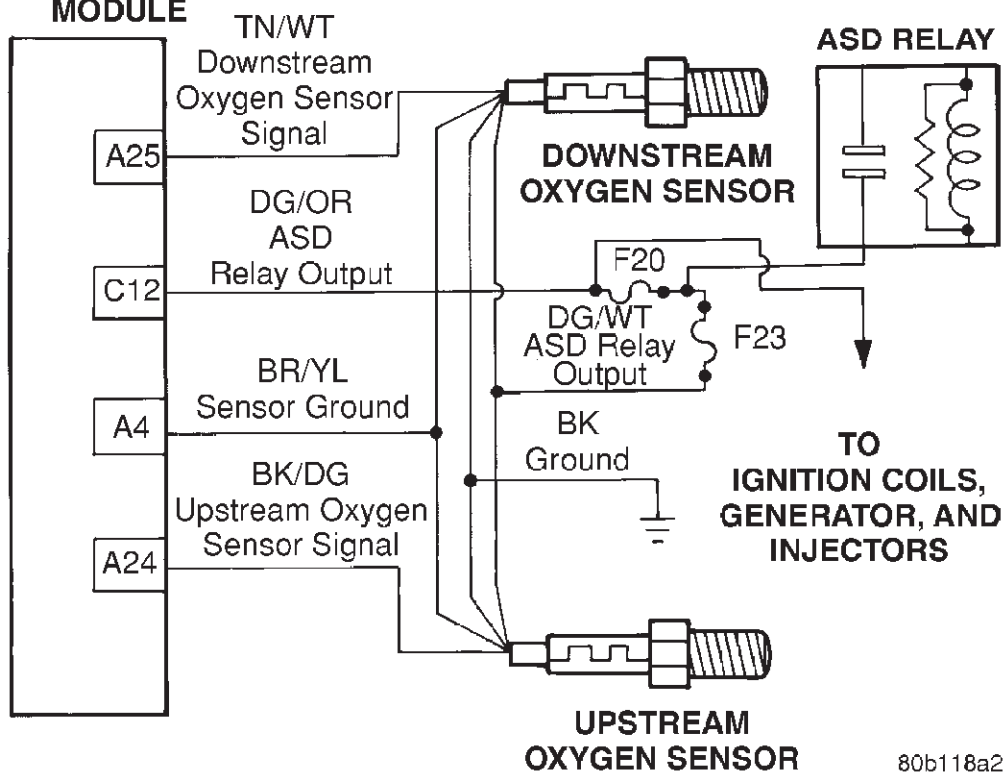 MODULE
TN/WT
Downstream
Oxygen Sensor
Signal
A25
DG/OR
ASD
Relay Output
C12
BR/YL
Sensor Ground
A4
BK/DG
Upstream Oxygen
Sensor Signal
A24
DOWNSTREAM
OXYGEN SENSOR
ASD RELAY
F20
DG/WT
ASD Relay
Output
F23
BK
Ground
TO
IGNITION COILS,
GENERATOR, AND
INJECTORS
UPSTREAM
OXYGEN SENSOR
80b118a2